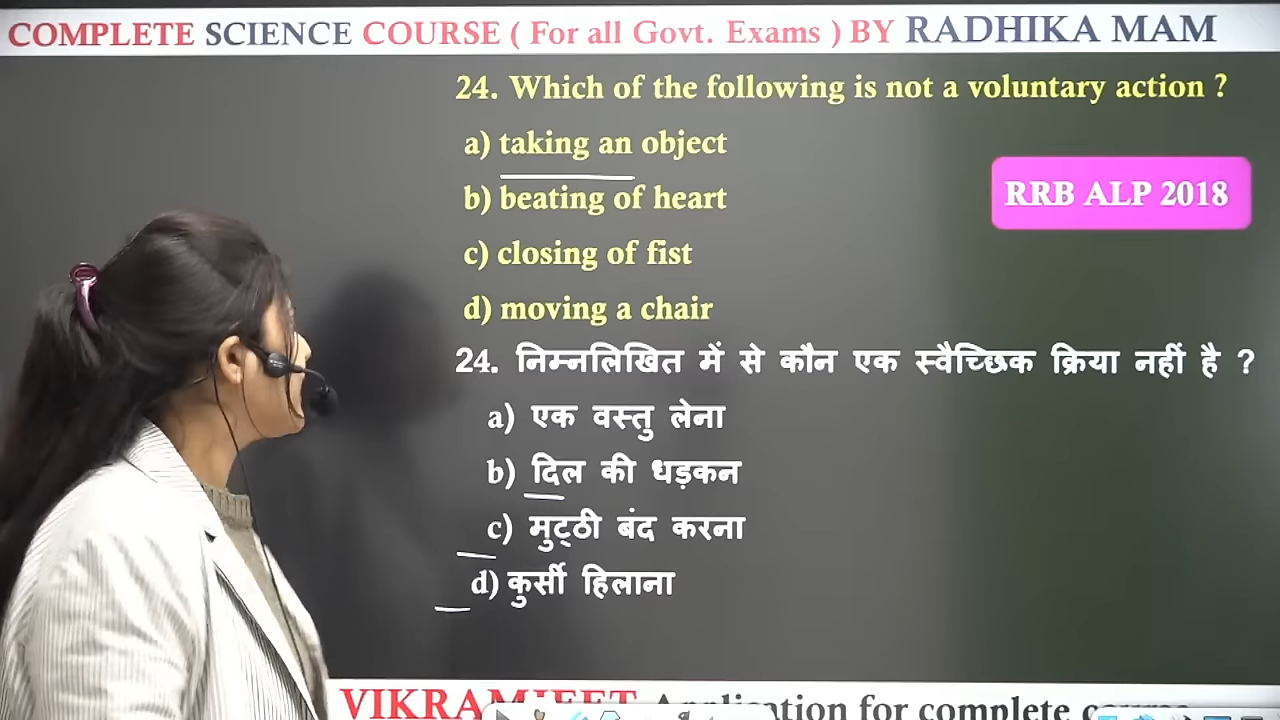 COMPLETE SCIENCE COURSE ( For all Govt. Exams ) BY RADHIKA MAM
24. Which of the following is not a voluntary action ?
a) taking an object
b) beating of heart
c) closing of fist
d) moving a chair
RRB ALP 2018
24. निम्नलिखित में से कौन एक स्वैच्छिक क्रिया नहीं है ?
a) एक वस्तु लेना
b) दिल की धड़कन
c) मुट्ठी बंद करना
d) कुर्सी हिलाना
VIKRAMJEET Application for complete course